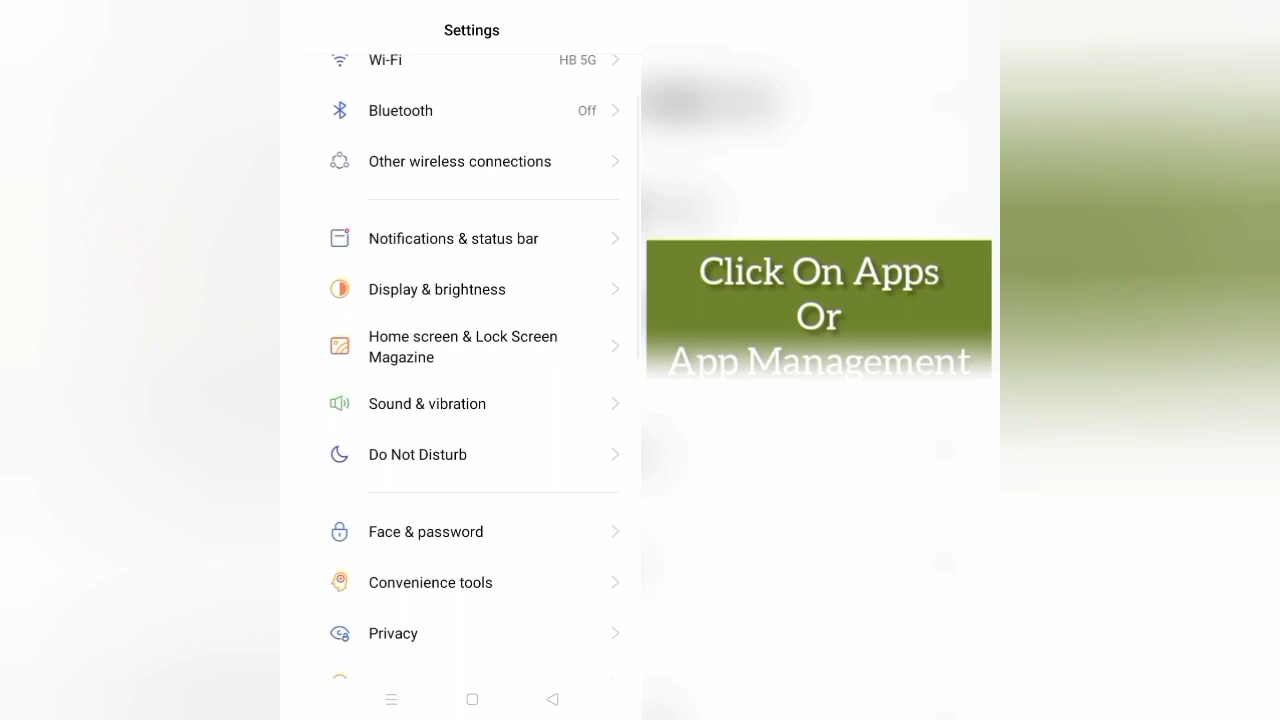 Settings
Wi-Fi HB 5G
Bluetooth Off
Other wireless connections
Notifications & status bar
Display & brightness
Home screen & Lock Screen
Magazine
Sound & vibration
Do Not Disturb
Face & password
Convenience tools
Privacy
Click On Apps
Or
App Management